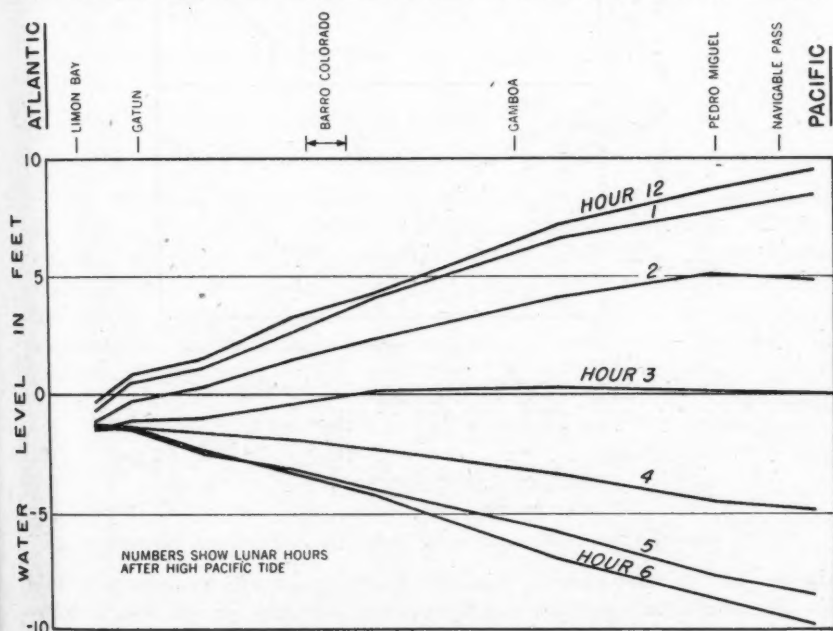 ATLANTIC
LIMON BAY
GATUN
BARRO COLORADO
GAMBOA
PEDRO MIGUEL
NAVIGABLE PASS
PACIFIC
WATER LEVEL IN FEET
10
5
0
-5
-10
HOUR 12
1
2
HOUR 3
4
5
HOUR 6
NUMBERS SHOW LUNAR HOURS
AFTER HIGH PACIFIC TIDE